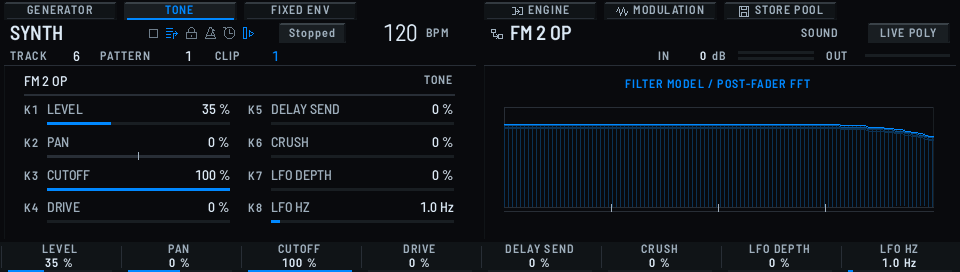 GENERATOR TONE FIXED ENV ENGINE MODULATION STORE POOL
SYNTH Stopped 120 BPM FM 2 OP SOUND LIVE POLY
TRACK 6 PATTERN 1 CLIP 1 IN 0 dB OUT
FM 2 OP TONE
FILTER MODEL / POST-FADER FFT
K1 LEVEL 35 % K5 DELAY SEND 0 %
K2 PAN 0 % K6 CRUSH 0 %
K3 CUTOFF 100 % K7 LFO DEPTH 0 %
K4 DRIVE 0 % K8 LFO HZ 1.0 Hz
LEVEL PAN CUTOFF DRIVE DELAY SEND CRUSH LFO DEPTH LFO HZ
35 % 0 % 100 % 0 % 0 % 0 % 0 % 1.0 Hz